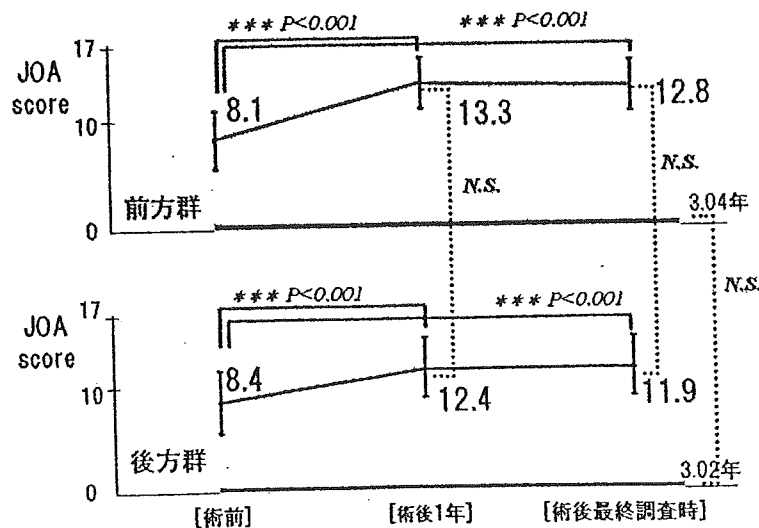 *** P<0.001 *** P<0.001
17
JOA
score
8.1
13.3
12.8
10
N.S.
N.S.
前方群
3.04年
0
N.S.
*** P<0.001 *** P<0.001
17
JOA
score
8.4
12.4
11.9
10
後方群
3.02年
0
[術前] [術後1年] [術後最終調査時]